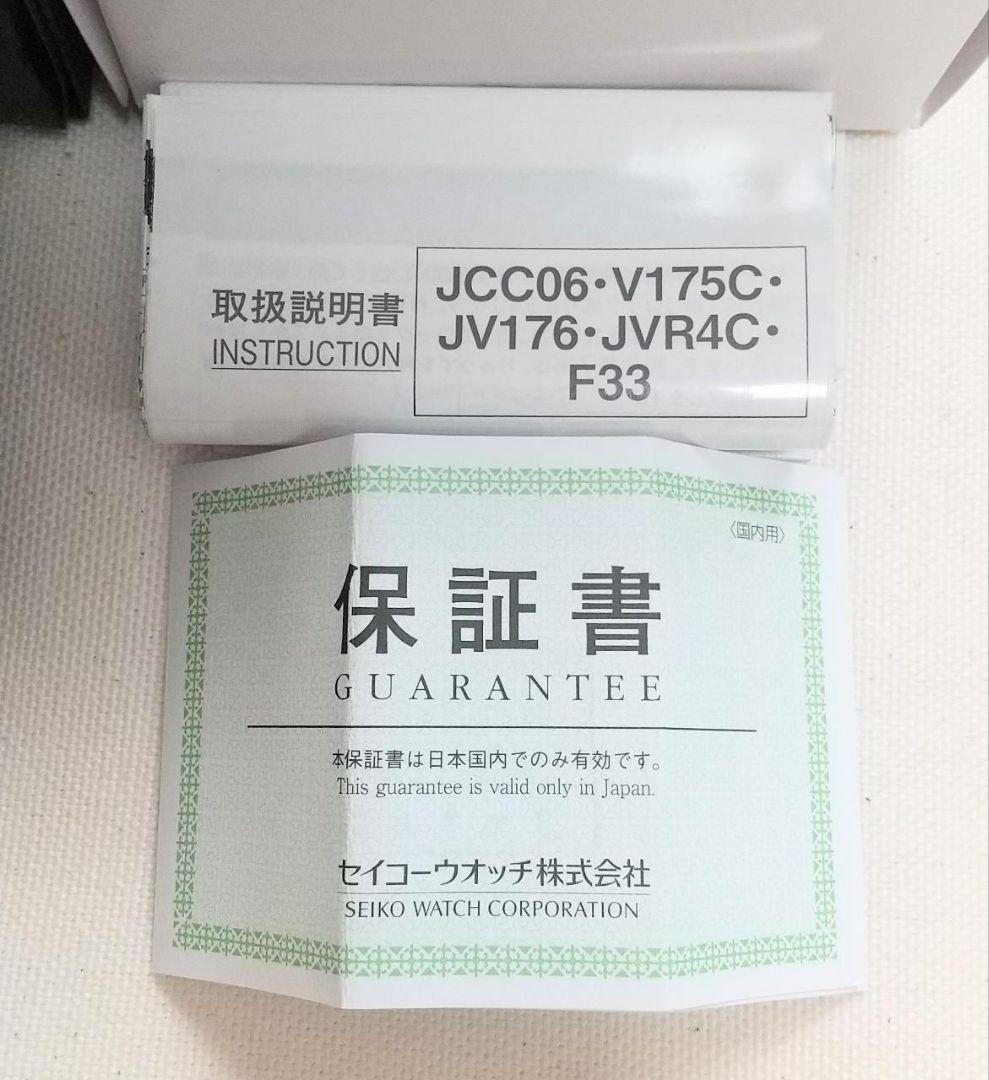 取扱説明書
INSTRUCTION
JCC06・V175C・
JV176・JVR4C・
F33
〈国内用〉
保証書
GUARANTEE
本保証書は日本国内でのみ有効です。
This guarantee is valid only in Japan.
セイコーウオッチ株式会社
SEIKO WATCH CORPORATION